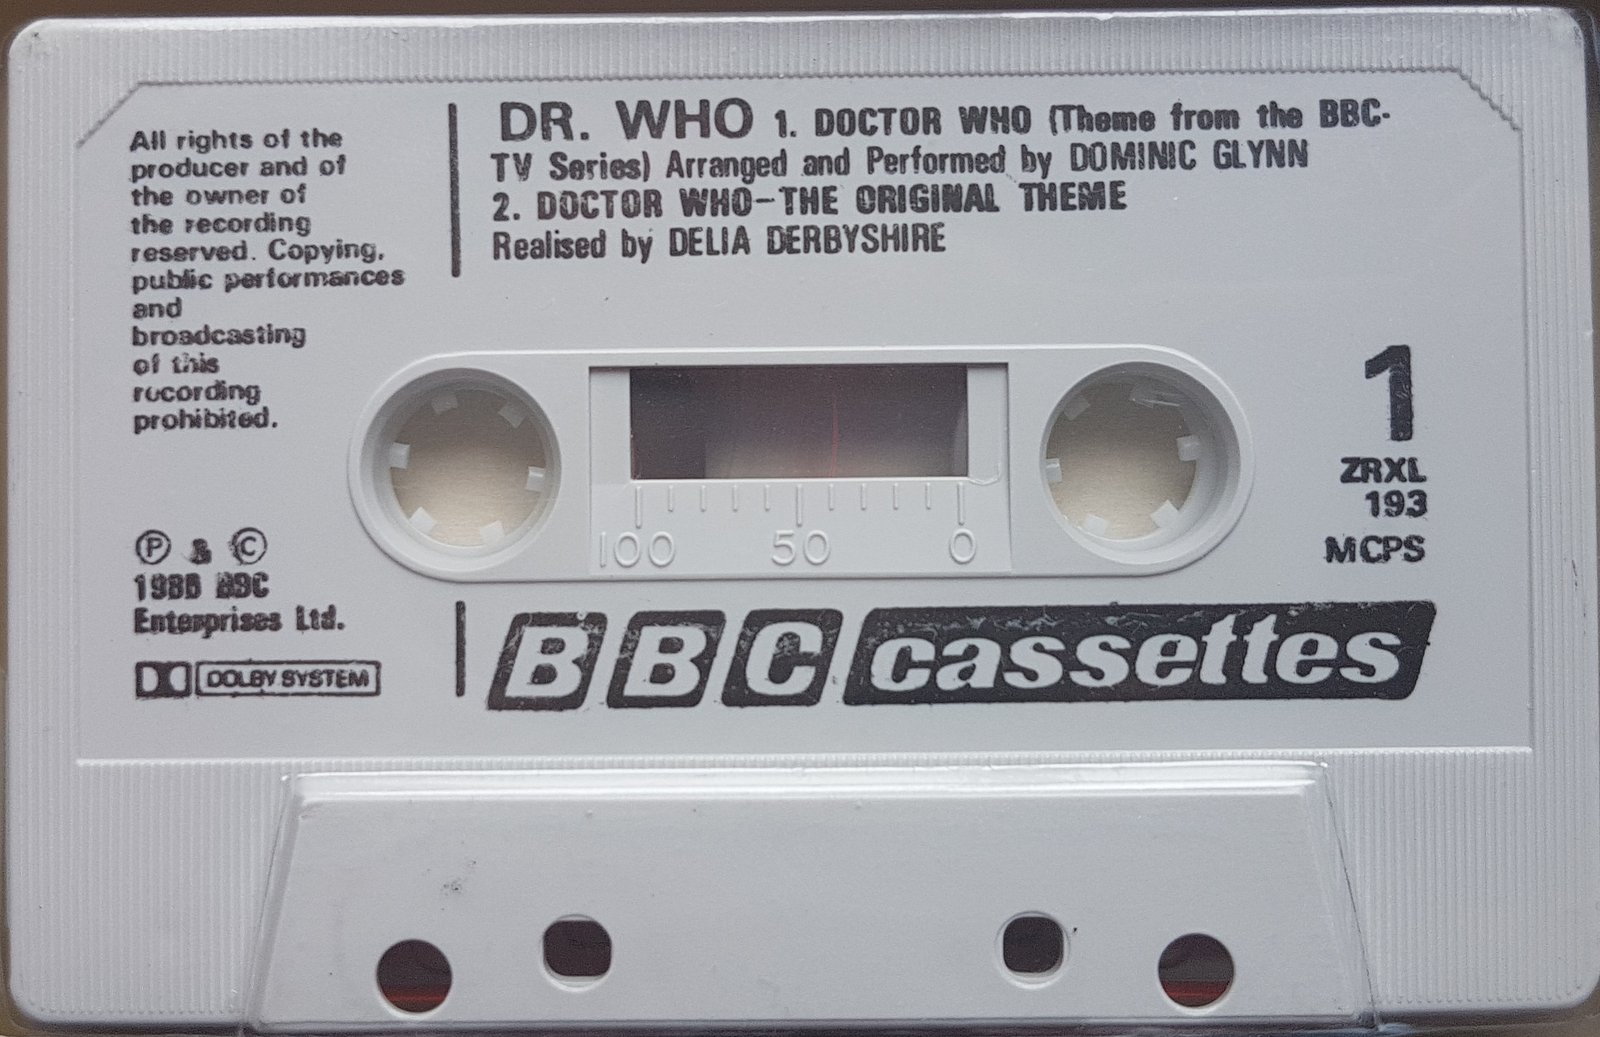 DR. WHO 1. DOCTOR WHO (Theme from the BBC-
TV Series) Arranged and Performed by DOMINIC GLYNN
2. DOCTOR WHO-THE ORIGINAL THEME
Realised by DELIA DERBYSHIRE
All rights of the
producer and of
the owner of
the recording
reserved. Copying,
public performances
and
broadcasting
of this
recording
prohibited.
1
ZRXL
193
MCPS
100 50 0
Ⓟ & ©
BBC
Enterprises Ltd.
DOLBY SYSTEM
BBC cassettes